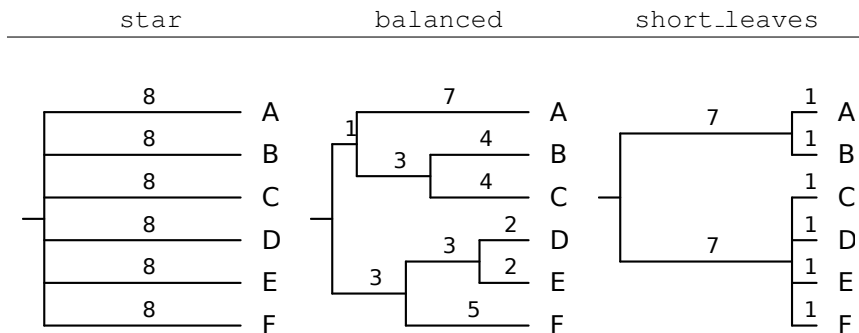 star balanced short_leaves
8 A 7 A 1 A
7
8 B 1 4 B 1 B
3
8 C 4 C 1 C
8 D 2 D 1 D
3 7
8 E 3 2 E 1 E
8 F 5 F 1 F